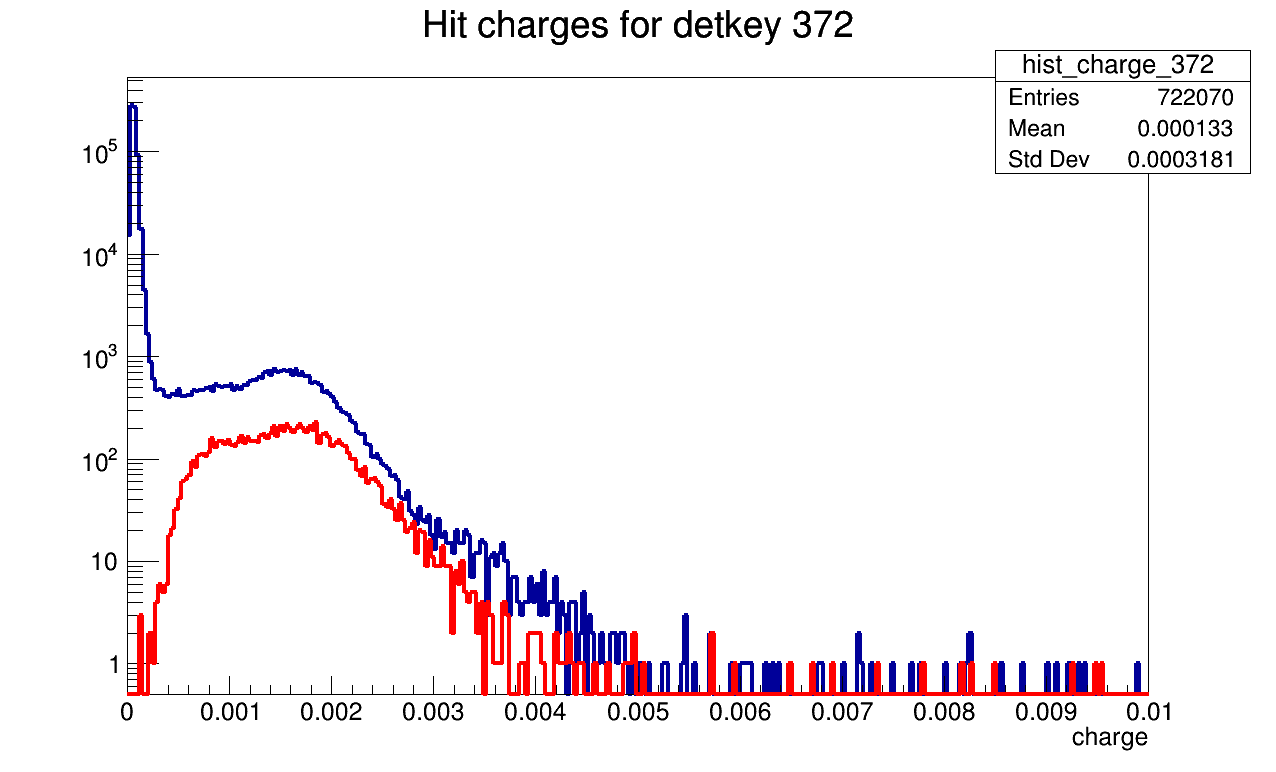 Hit charges for detkey 372
hist_charge_372
Entries 722070
Mean 0.000133
Std Dev 0.0003181
10^5
10^4
10^3
10^2
10
1
0 0.001 0.002 0.003 0.004 0.005 0.006 0.007 0.008 0.009 0.01
charge